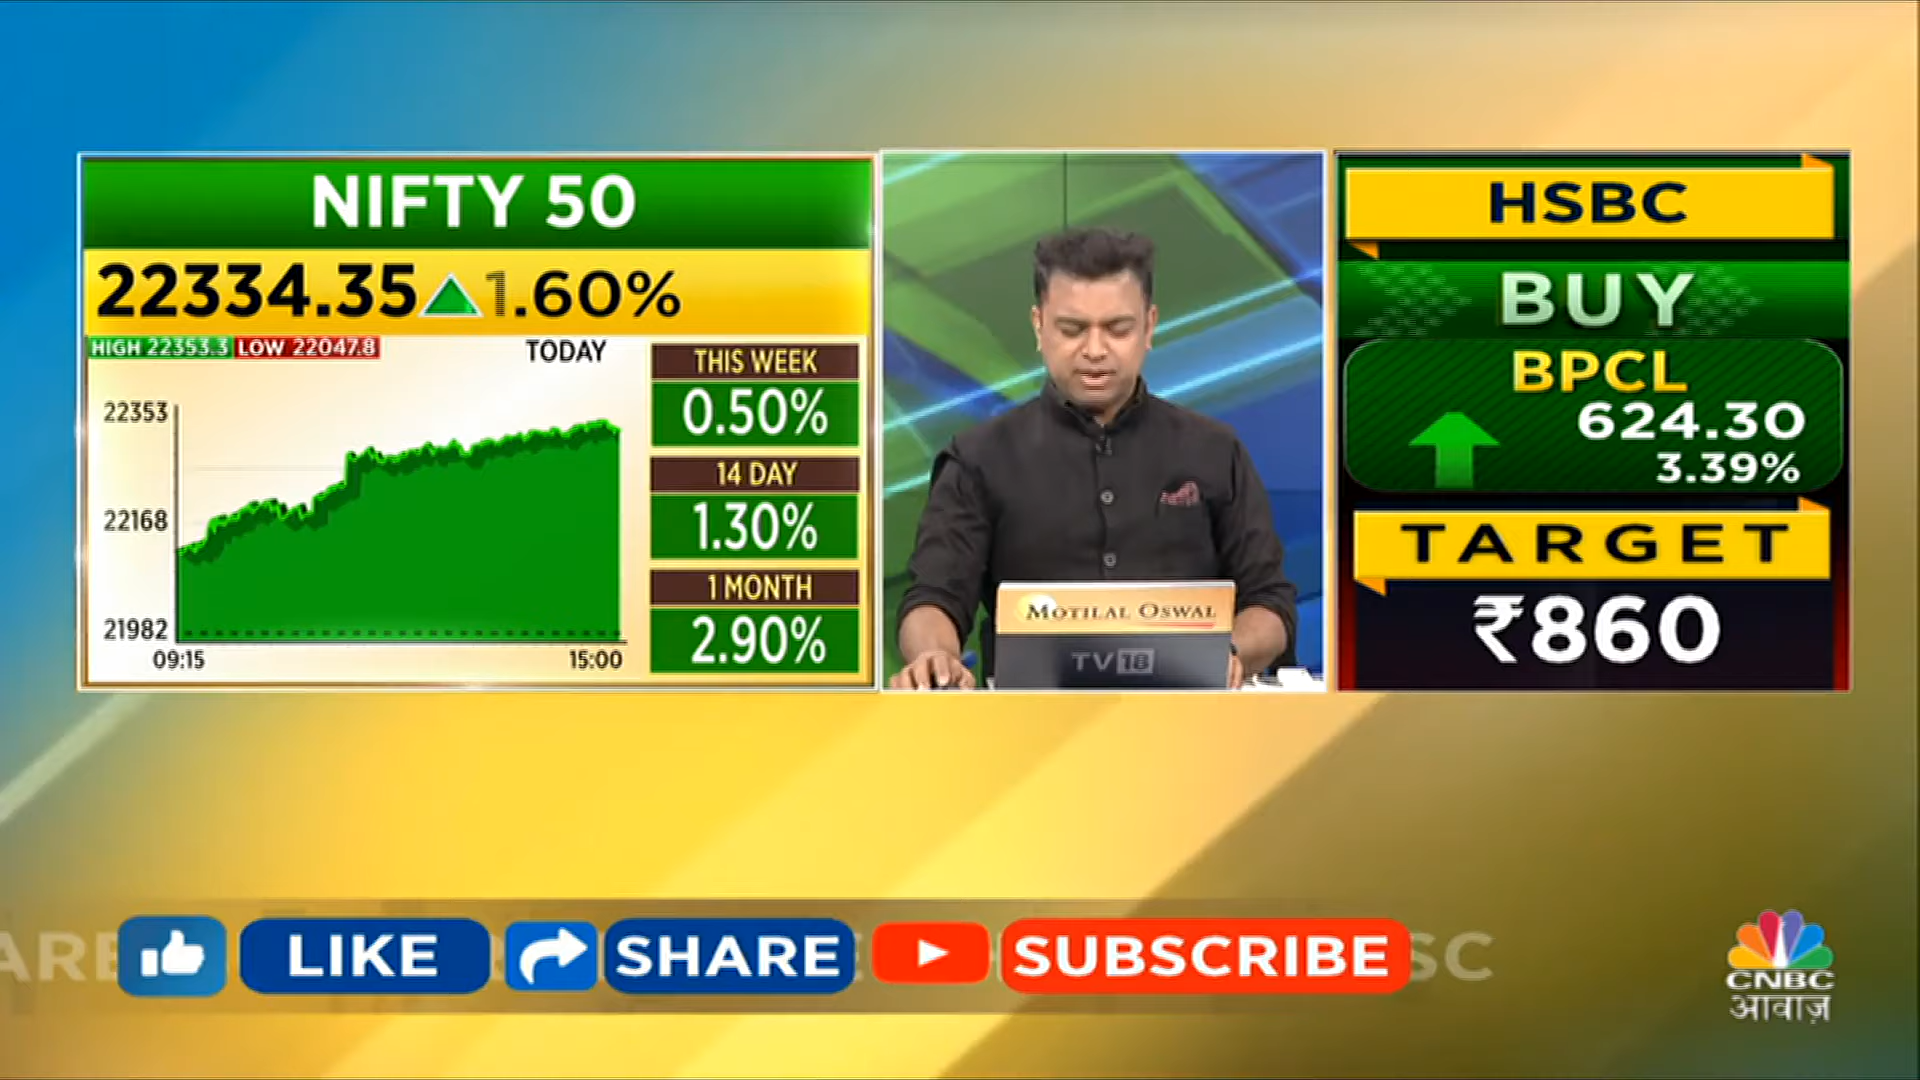 NIFTY 50
22334.35 1.60%
HIGH 22353.3 LOW 22047.8
TODAY
22353
22168
21982
09:15
15:00
THIS WEEK
0.50%
14 DAY
1.30%
1 MONTH
2.90%
MOTILAL OSWAL
TV18
HSBC
BUY
BPCL
624.30
3.39%
TARGET
₹860
LIKE SHARE SUBSCRIBE
CNBC
आवाज़